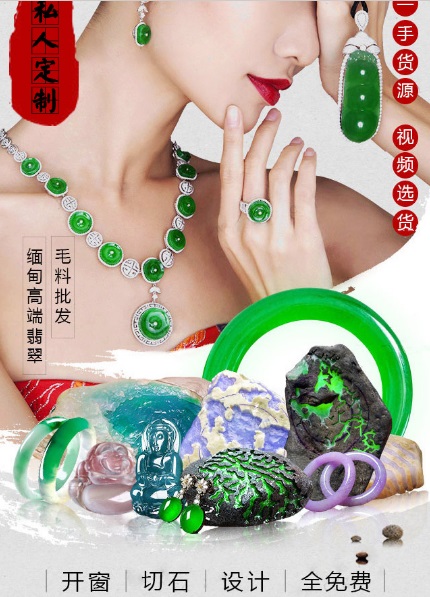 私人定制
一手货源
视频选货
毛料批发
缅甸高端翡翠
开窗 切石 设计 全免费